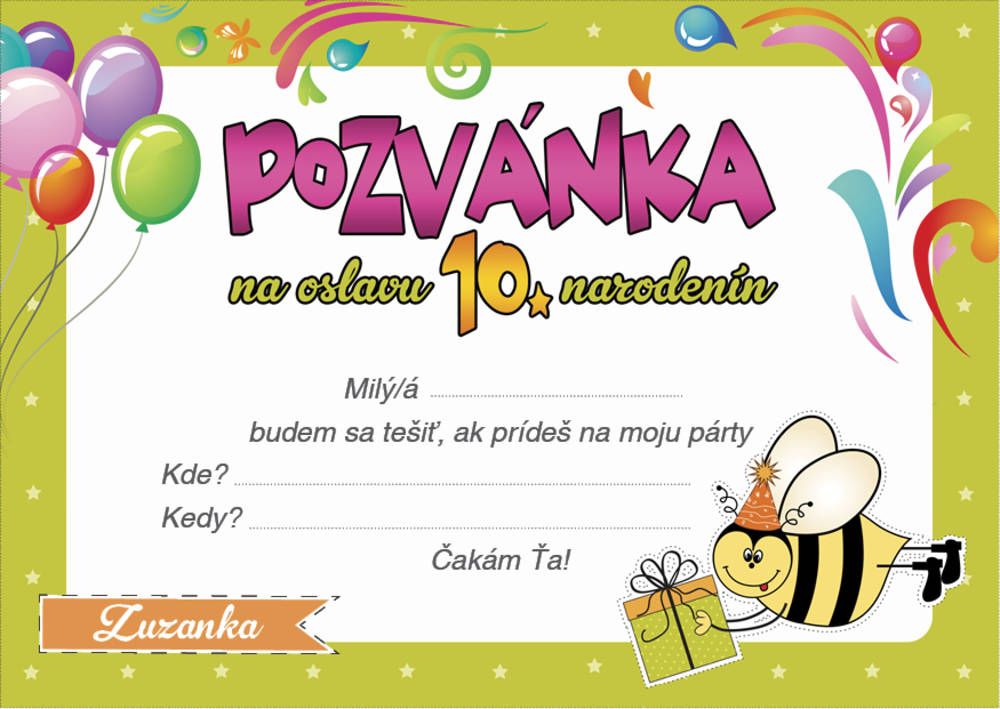 POZVÁNKA
na oslavu 10. narodenín
Milý/á
budem sa tešiť, ak prídeš na moju párty
Kde?
Kedy?
Čakám Ťa!
Zuzanka